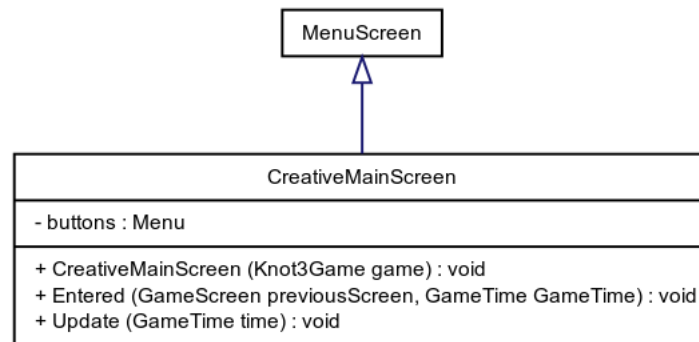 MenuScreen
CreativeMainScreen
- buttons : Menu
+ CreativeMainScreen (Knot3Game game) : void
+ Entered (GameScreen previousScreen, GameTime GameTime) : void
+ Update (GameTime time) : void